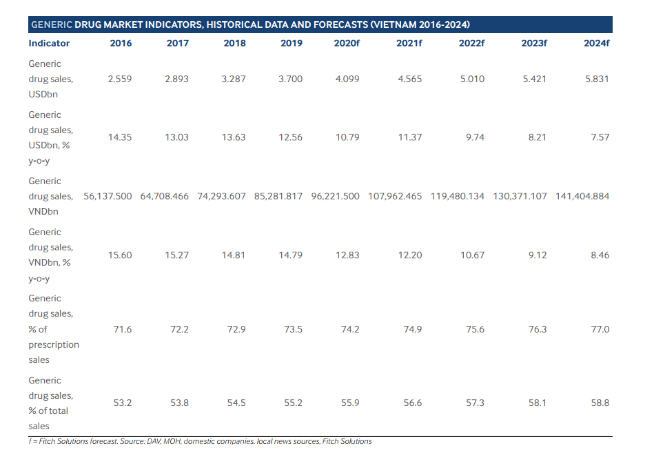 GENERIC DRUG MARKET INDICATORS, HISTORICAL DATA AND FORECASTS (VIETNAM 2016-2024)
Indicator 2016 2017 2018 2019 2020f 2021f 2022f 2023f 2024f
Generic
drug sales, 2.559 2.893 3.287 3.700 4.099 4.565 5.010 5.421 5.831
USDbn
Generic
drug sales,
USDbn, % 14.35 13.03 13.63 12.56 10.79 11.37 9.74 8.21 7.57
y-o-y
Generic
drug sales, 56,137.500 64,708.466 74,293.607 85,281.817 96,221.500 107,962.465 119,480.134 130,371.107 141,404.884
VNDbn
Generic
drug sales,
VNDbn, % 15.60 15.27 14.81 14.79 12.83 12.20 10.67 9.12 8.46
y-o-y
Generic
drug sales,
% of 71.6 72.2 72.9 73.5 74.2 74.9 75.6 76.3 77.0
prescription
sales
Generic
drug sales,
% of total 53.2 53.8 54.5 55.2 55.9 56.6 57.3 58.1 58.8
sales
f = Fitch Solutions forecast. Source: DAV, MOH, domestic companies, local news sources, Fitch Solutions